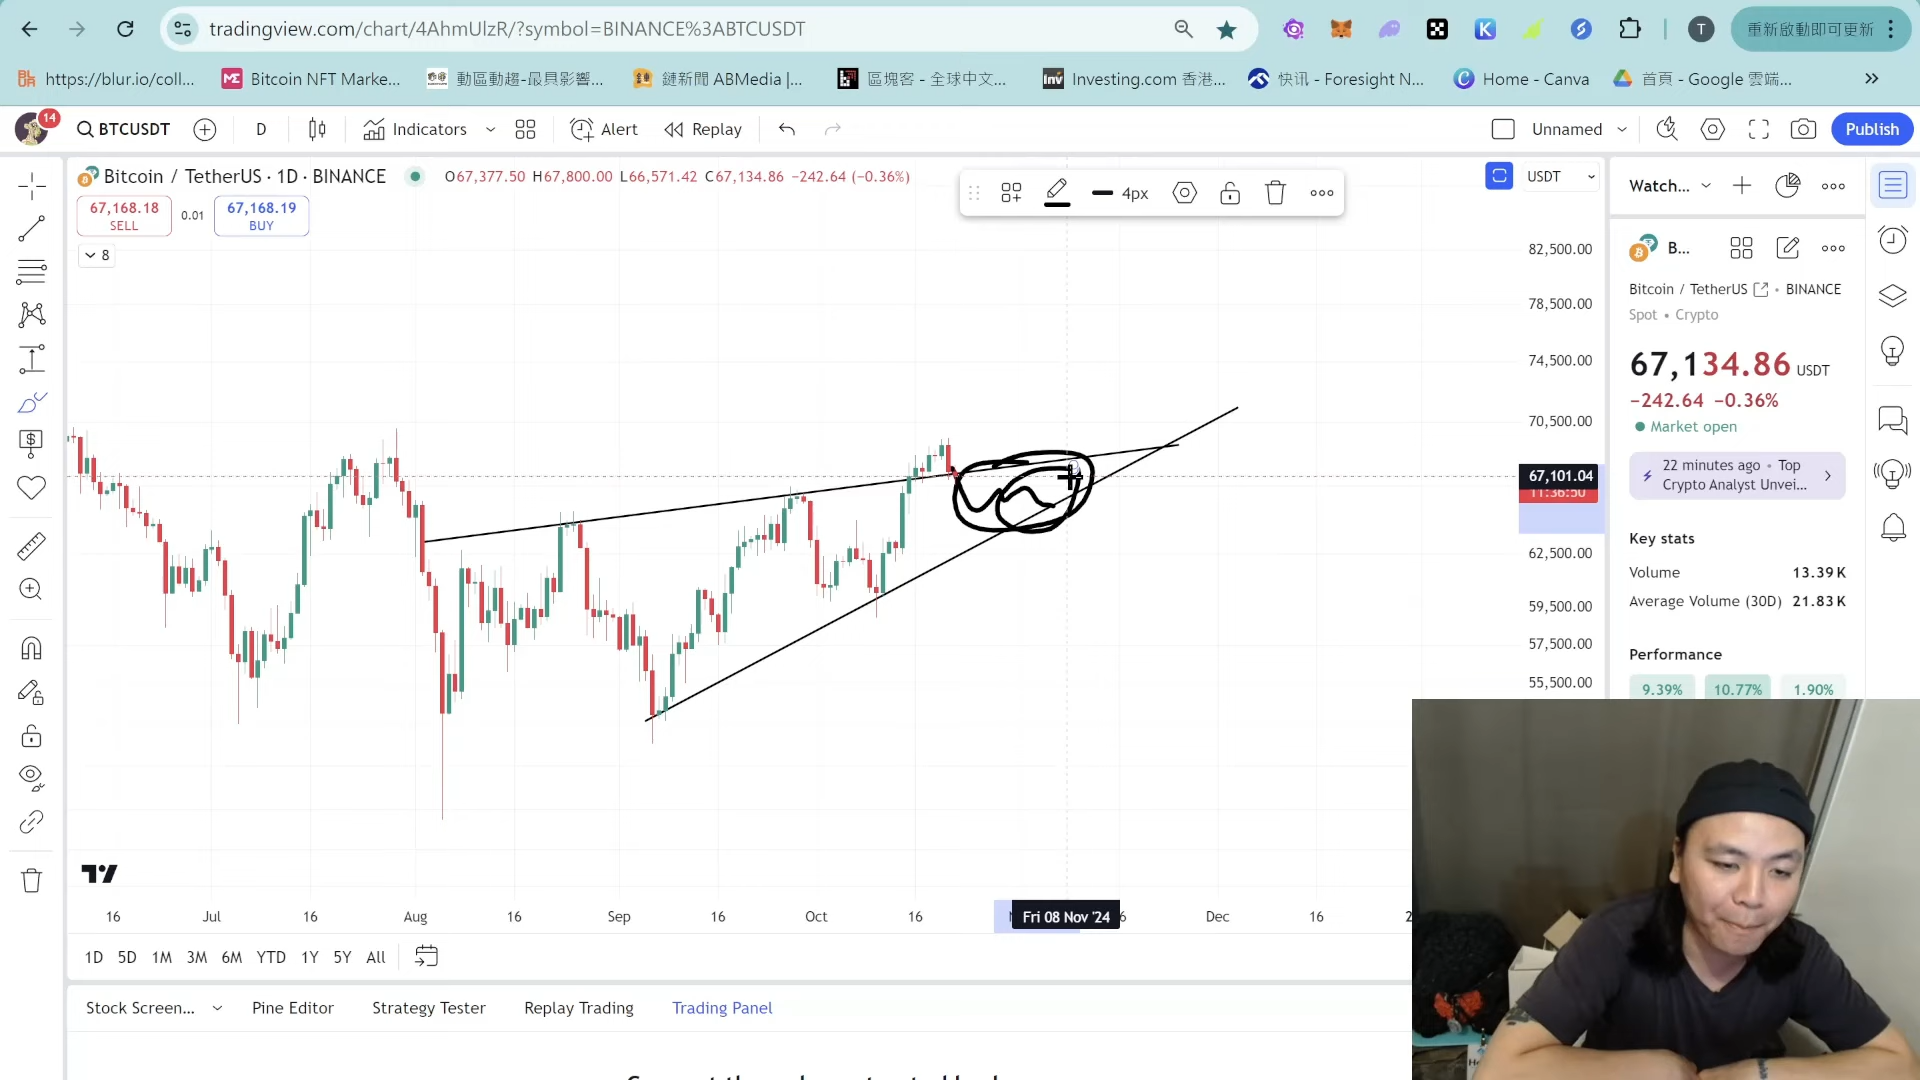 tradingview.com/chart/4AhmUlzR/?symbol=BINANCE%3ABTCUSDT
T
重新啟動即可更新
https://blur.io/coll...
Bitcoin NFT Marke...
動區動趨-最具影響...
鏈新聞 ABMedia |...
區塊客 - 全球中文...
Investing.com 香港...
快讯 - Foresight N...
Home - Canva
首頁 - Google 雲端...
14
BTCUSDT
D
Indicators
Alert
Replay
Unnamed
Publish
Bitcoin / TetherUS · 1D · BINANCE
O67,377.50 H67,800.00 L66,571.42 C67,134.86 −242.64 (−0.36%)
67,168.18
SELL
0.01
67,168.19
BUY
8
4px
USDT
82,500.00
78,500.00
74,500.00
70,500.00
67,101.04
11:36:50
62,500.00
59,500.00
57,500.00
55,500.00
16
Jul
16
Aug
16
Sep
16
Oct
16
Fri 08 Nov '24
Dec
16
1D
5D
1M
3M
6M
YTD
1Y
5Y
All
Stock Screen...
Pine Editor
Strategy Tester
Replay Trading
Trading Panel
Watch...
B...
Bitcoin / TetherUS • BINANCE
Spot • Crypto
67,134.86 USDT
−242.64 −0.36%
Market open
22 minutes ago • Top
Crypto Analyst Unvei...
Key stats
Volume 13.39K
Average Volume (30D) 21.83K
Performance
9.39%
10.77%
1.90%